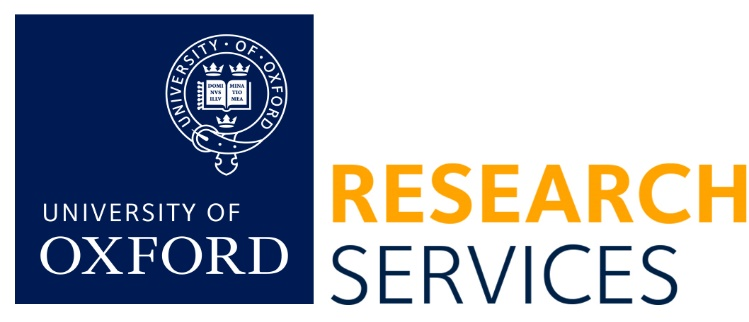 UNIVERSITY · OF · OXFORD
DOMI MINA
NVS TIO
ILLV MEA
UNIVERSITY OF
OXFORD
RESEARCH
SERVICES